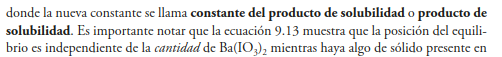 donde la nueva constante se llama constante del producto de solubilidad o producto de
solubilidad. Es importante notar que la ecuación 9.13 muestra que la posición del equili-
brio es independiente de la cantidad de Ba(IO₃)₂ mientras haya algo de sólido presente en